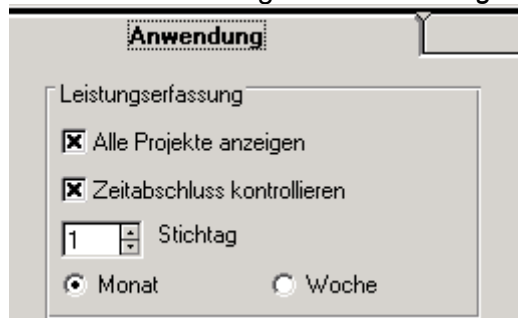 Anwendung
Leistungserfassung
Alle Projekte anzeigen
Zeitabschluss kontrollieren
1 Stichtag
Monat Woche